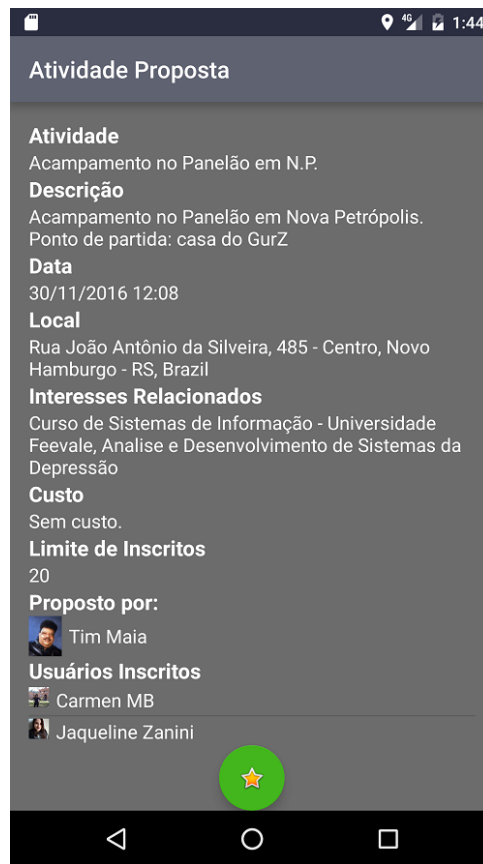 4G 1:44
Atividade Proposta
Atividade
Acampamento no Panelão em N.P.
Descrição
Acampamento no Panelão em Nova Petrópolis.
Ponto de partida: casa do GurZ
Data
30/11/2016 12:08
Local
Rua João Antônio da Silveira, 485 - Centro, Novo
Hamburgo - RS, Brazil
Interesses Relacionados
Curso de Sistemas de Informação - Universidade
Feevale, Analise e Desenvolvimento de Sistemas da
Depressão
Custo
Sem custo.
Limite de Inscritos
20
Proposto por:
Tim Maia
Usuários Inscritos
Carmen MB
Jaqueline Zanini